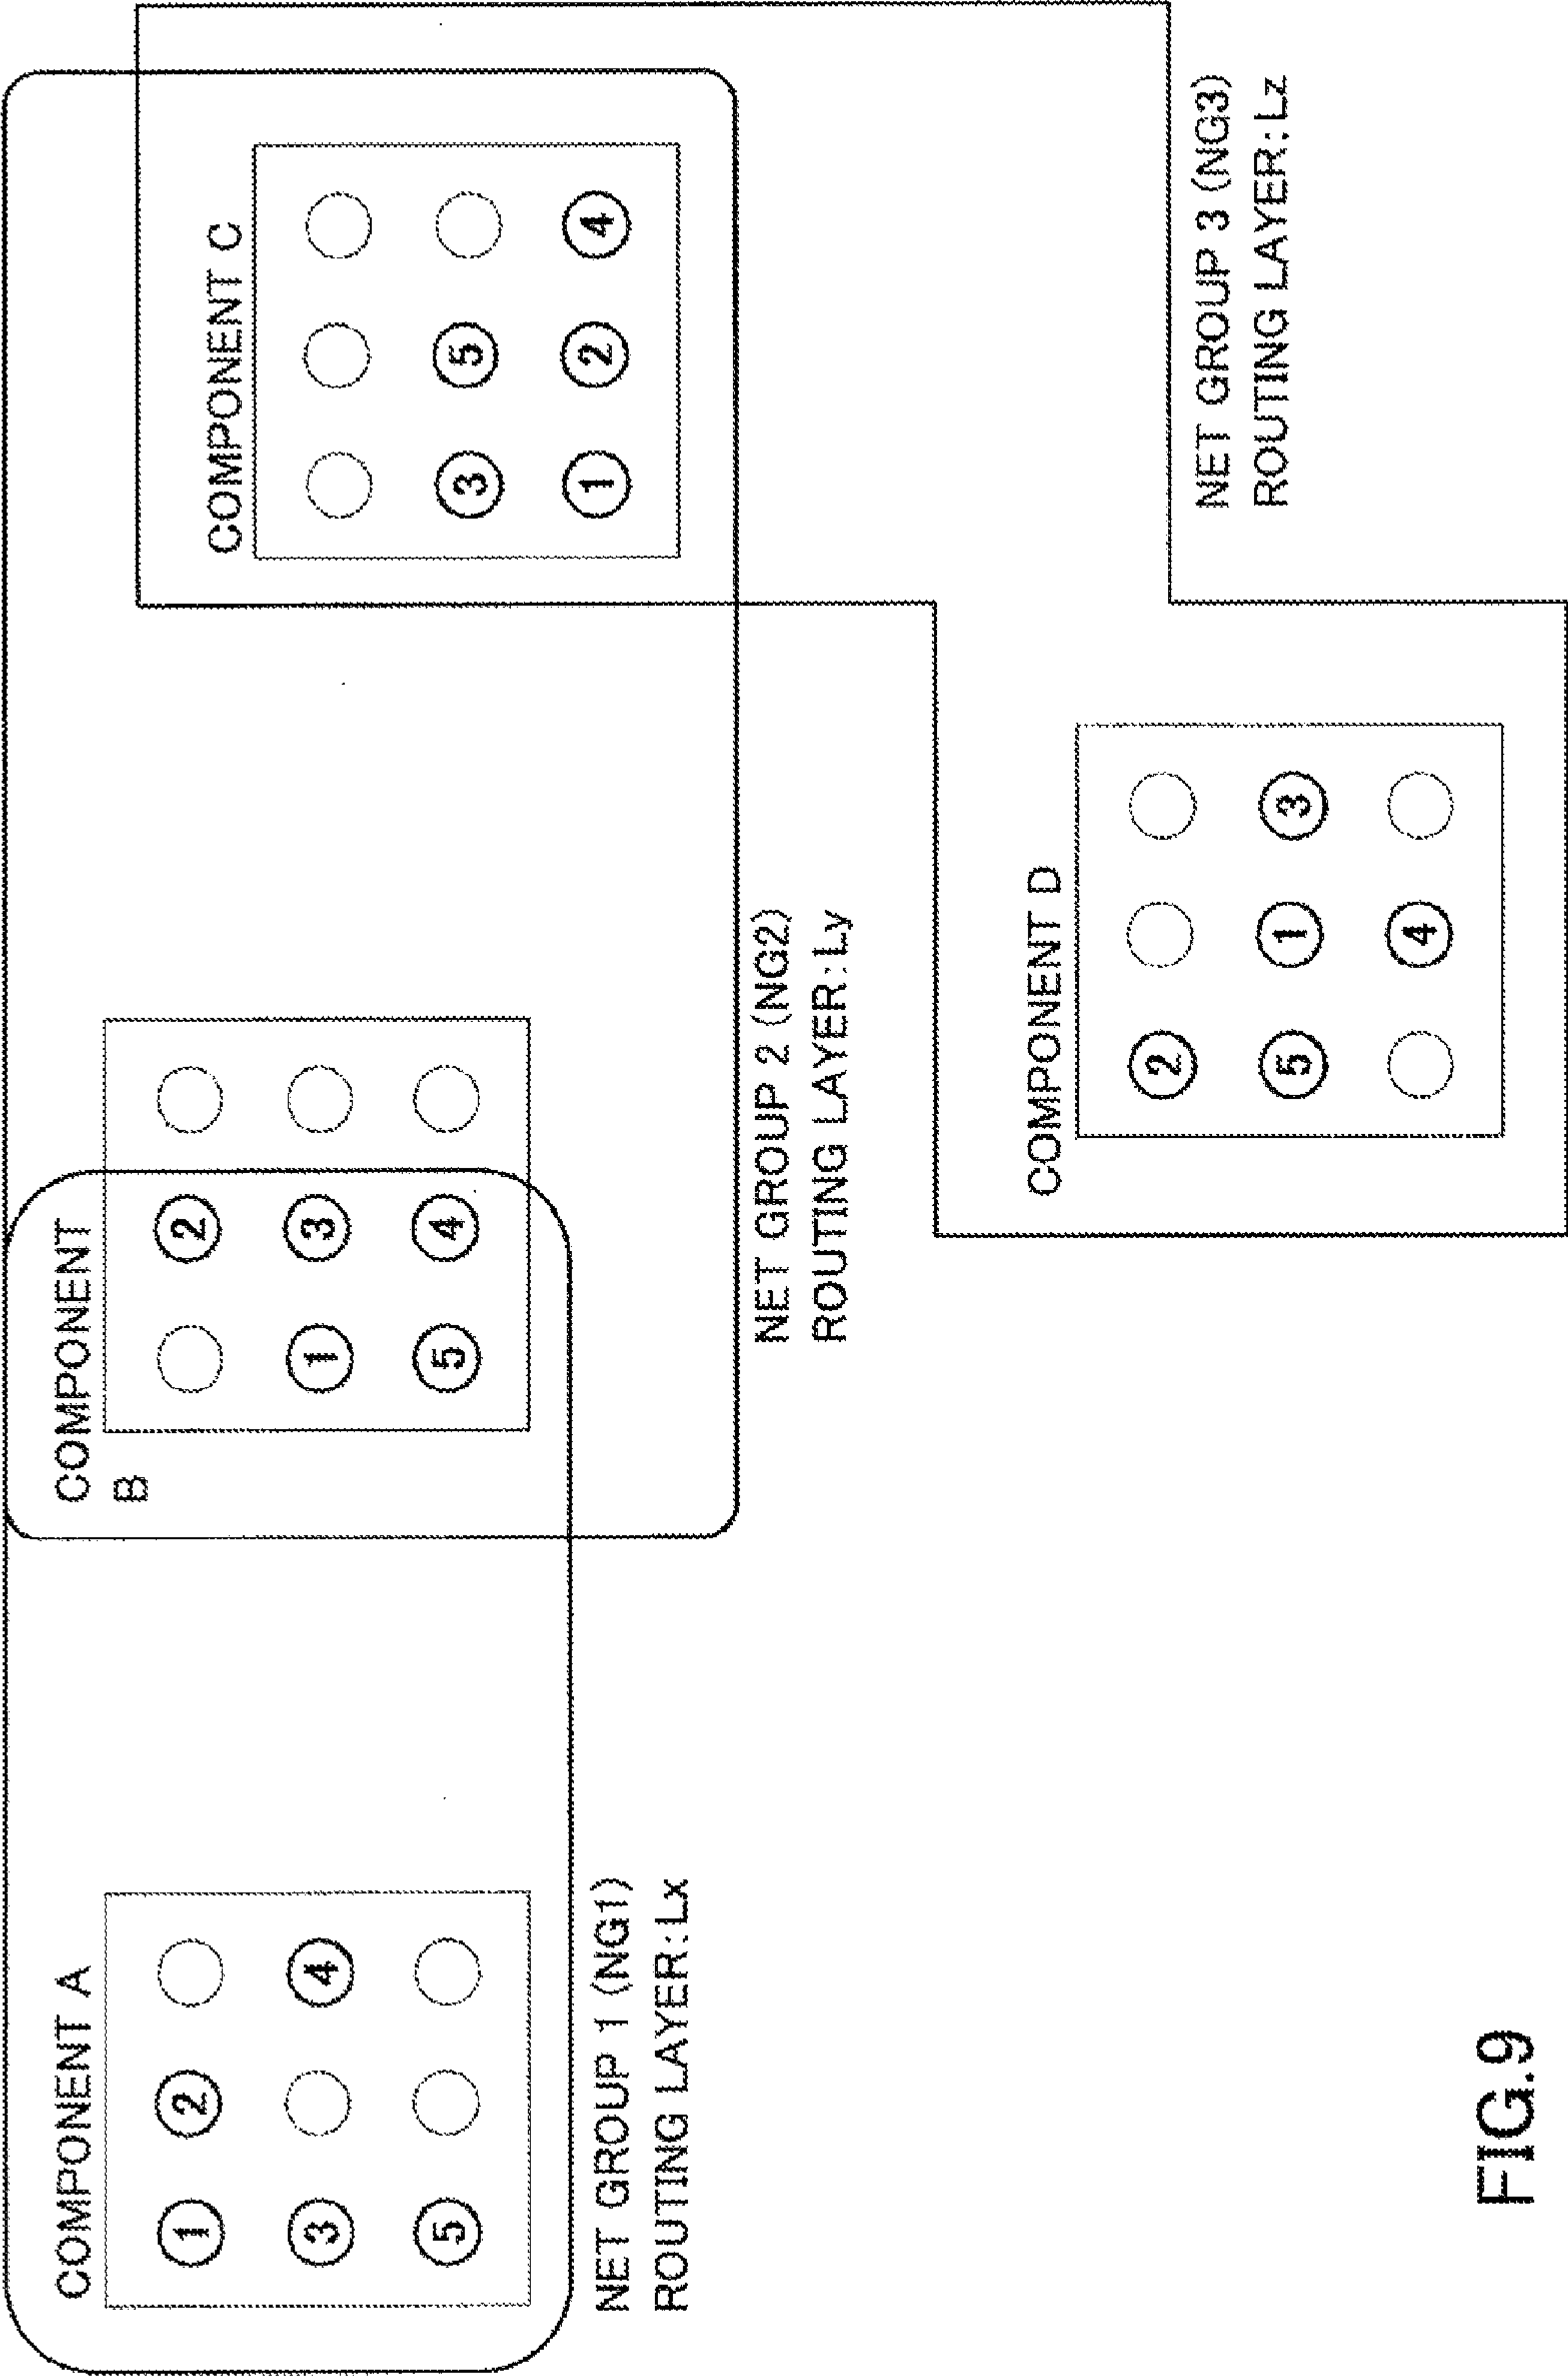 COMPONENT A
1 2
3 4
5
NET GROUP 1 (NG1)
ROUTING LAYER:Lx
COMPONENT
B
2
1 3
5 4
NET GROUP 2 (NG2)
ROUTING LAYER:Ly
COMPONENT C
3 5
1 2 4
COMPONENT D
2
5 1 3
4
NET GROUP 3 (NG3)
ROUTING LAYER:Lz
FIG.9